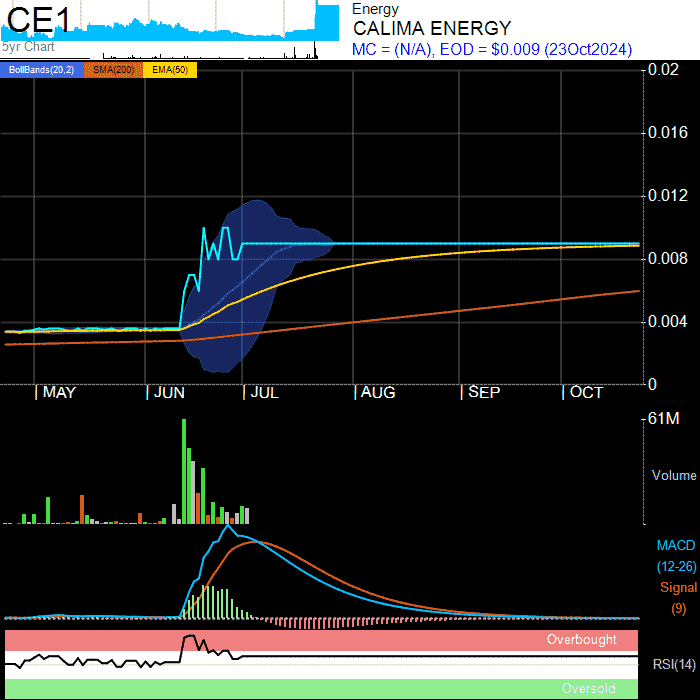 CE1
5yr Chart
Energy
CALIMA ENERGY
MC = (N/A), EOD = $0.009 (23Oct2024)
BollBands(20,2) SMA(200) EMA(50)
0.02
0.016
0.012
0.008
0.004
0
MAY JUN JUL AUG SEP OCT
61M
Volume
MACD
(12-26)
Signal
(9)
Overbought
RSI(14)
Oversold